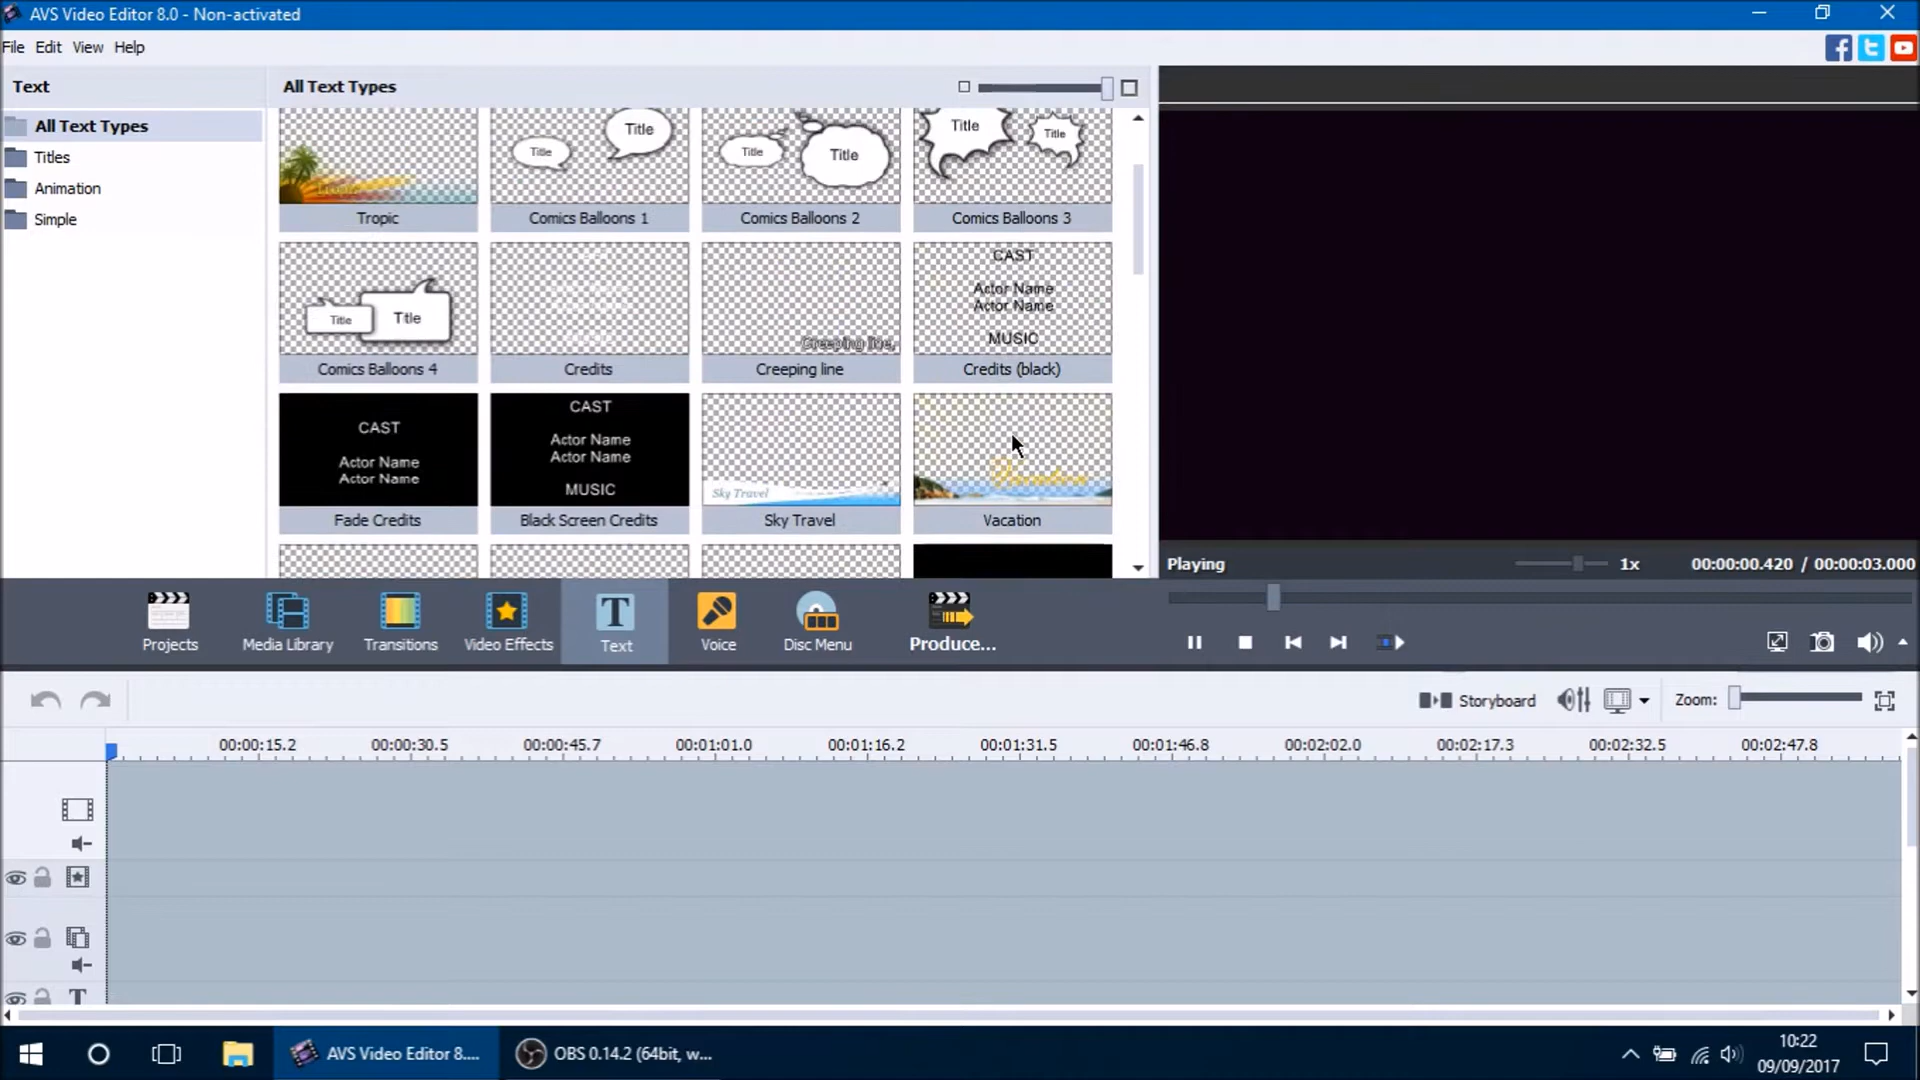 AVS Video Editor 8.0 - Non-activated
File Edit View Help
Text
All Text Types
All Text Types
Titles
Animation
Simple
Title
Title
Title
Title
Title
Title
Tropic
Comics Balloons 1
Comics Balloons 2
Comics Balloons 3
Title
Title
Creeping line,
CAST
Actor Name
Actor Name
MUSIC
Comics Balloons 4
Credits
Creeping line
Credits (black)
CAST
Actor Name
Actor Name
CAST
Actor Name
Actor Name
MUSIC
Sky Travel
Vacation
Fade Credits
Black Screen Credits
Sky Travel
Vacation
Playing
1x
00:00:00.420 / 00:00:03.000
Projects
Media Library
Transitions
Video Effects
Text
Voice
Disc Menu
Produce...
Storyboard
Zoom:
00:00:15.2 00:00:30.5 00:00:45.7 00:01:01.0 00:01:16.2 00:01:31.5 00:01:46.8 00:02:02.0 00:02:17.3 00:02:32.5 00:02:47.8
T
AVS Video Editor 8....
OBS 0.14.2 (64bit, w...
10:22
09/09/2017